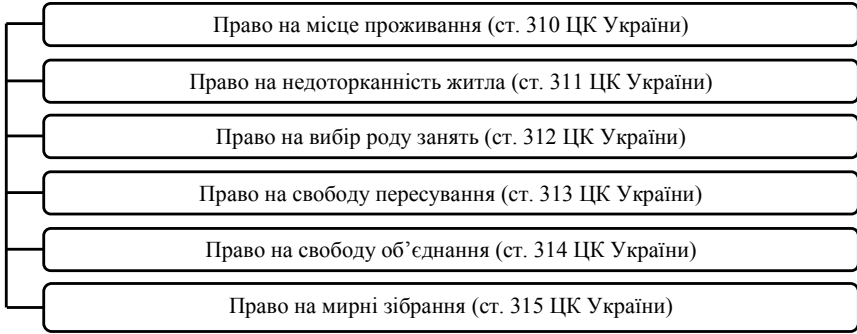 Право на місце проживання (ст. 310 ЦК України)
Право на недоторканність житла (ст. 311 ЦК України)
Право на вибір роду занять (ст. 312 ЦК України)
Право на свободу пересування (ст. 313 ЦК України)
Право на свободу об’єднання (ст. 314 ЦК України)
Право на мирні зібрання (ст. 315 ЦК України)